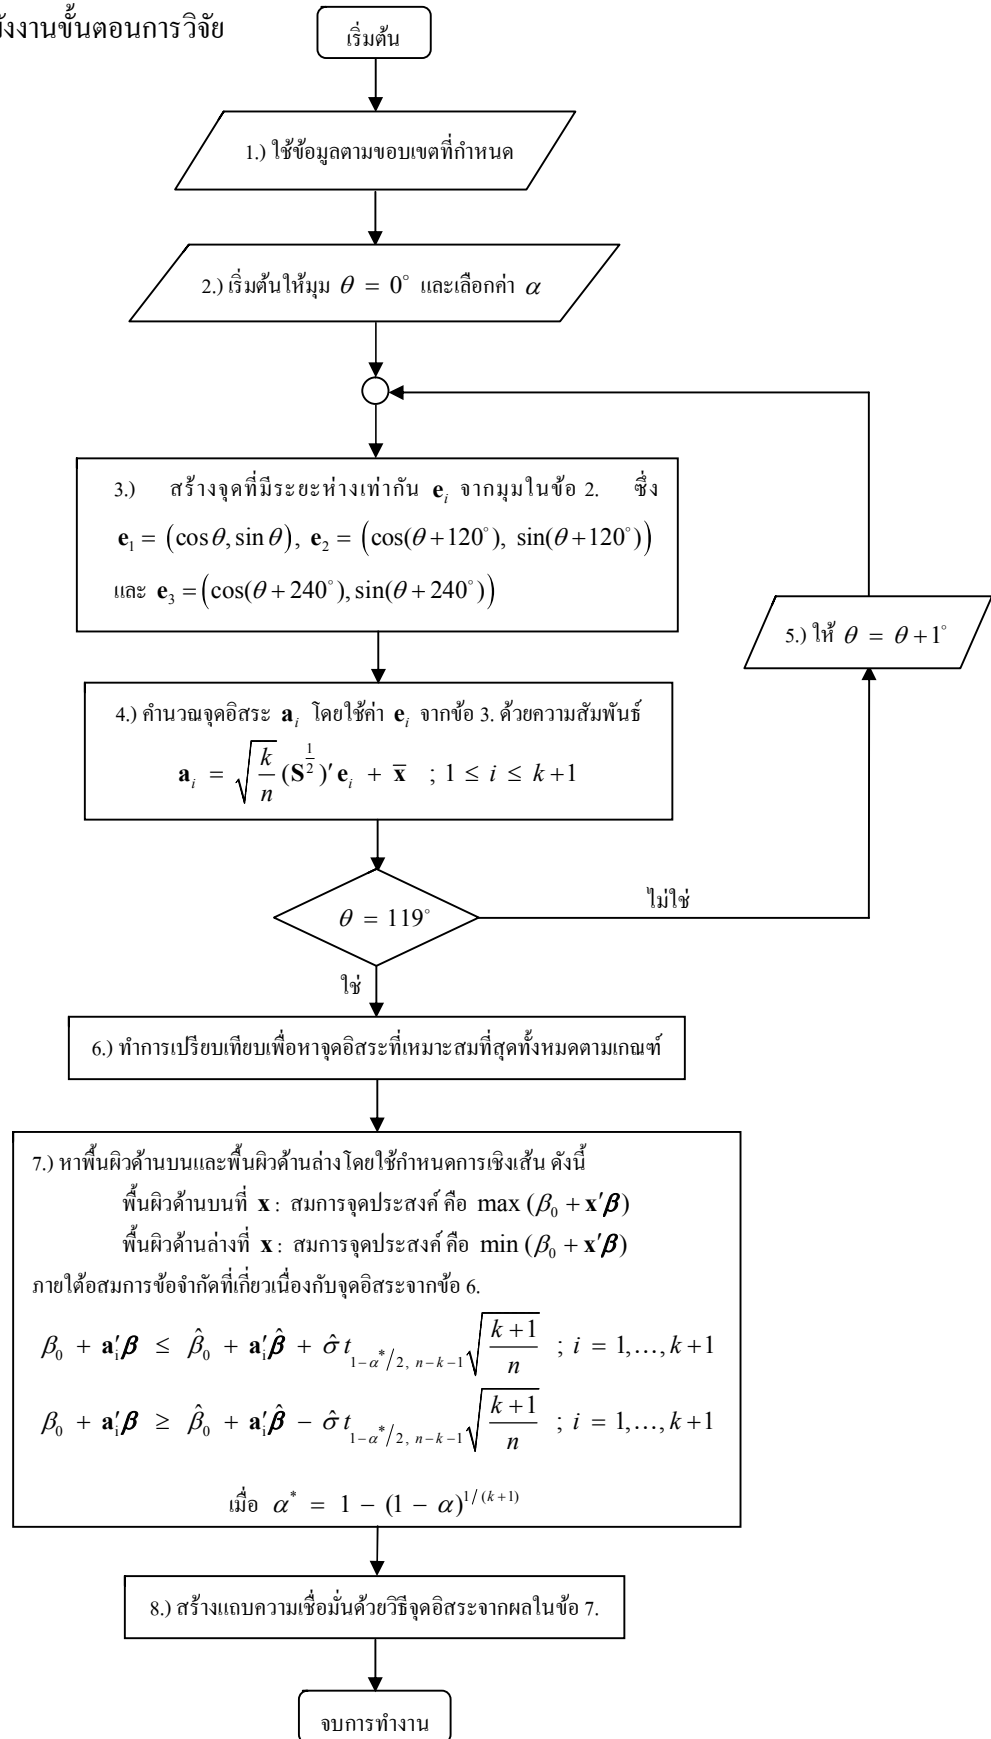 งงานขั้นตอนการวิจัย
เริ่มต้น
1.) ใช้ข้อมูลตามขอบเขตที่กำหนด
2.) เริ่มต้นให้มุม θ = 0° และเลือกค่า α
3.) สร้างจุดที่มีระยะห่างเท่ากัน e_i จากมุมในข้อ 2. ซึ่ง
e_1 = (cos θ, sin θ), e_2 = (cos(θ+120°), sin(θ+120°))
และ e_3 = (cos(θ+240°), sin(θ+240°))
5.) ให้ θ = θ+1°
4.) คำนวณจุดอิสระ a_i โดยใช้ค่า e_i จากข้อ 3. ด้วยความสัมพันธ์
a_i = √(k/n) (S^(1/2))′ e_i + x̄ ; 1 ≤ i ≤ k+1
θ = 119°
ไม่ใช่
ใช่
6.) ทำการเปรียบเทียบเพื่อหาจุดอิสระที่เหมาะสมที่สุดทั้งหมดตามเกณฑ์
7.) หาพื้นผิวด้านบนและพื้นผิวด้านล่างโดยใช้กำหนดการเชิงเส้น ดังนี้
พื้นผิวด้านบนที่ x : สมการจุดประสงค์ คือ max (β_0 + x′β)
พื้นผิวด้านล่างที่ x : สมการจุดประสงค์ คือ min (β_0 + x′β)
ภายใต้อสมการข้อจำกัดที่เกี่ยวเนื่องกับจุดอิสระจากข้อ 6.
β_0 + a′_i β ≤ β̂_0 + a′_i β̂ + σ̂ t_(1−α*/2, n−k−1) √((k+1)/n) ; i = 1,…,k+1
β_0 + a′_i β ≥ β̂_0 + a′_i β̂ − σ̂ t_(1−α*/2, n−k−1) √((k+1)/n) ; i = 1,…,k+1
เมื่อ α* = 1 − (1 − α)^(1/(k+1))
8.) สร้างแถบความเชื่อมั่นด้วยวิธีจุดอิสระจากผลในข้อ 7.
จบการทำงาน